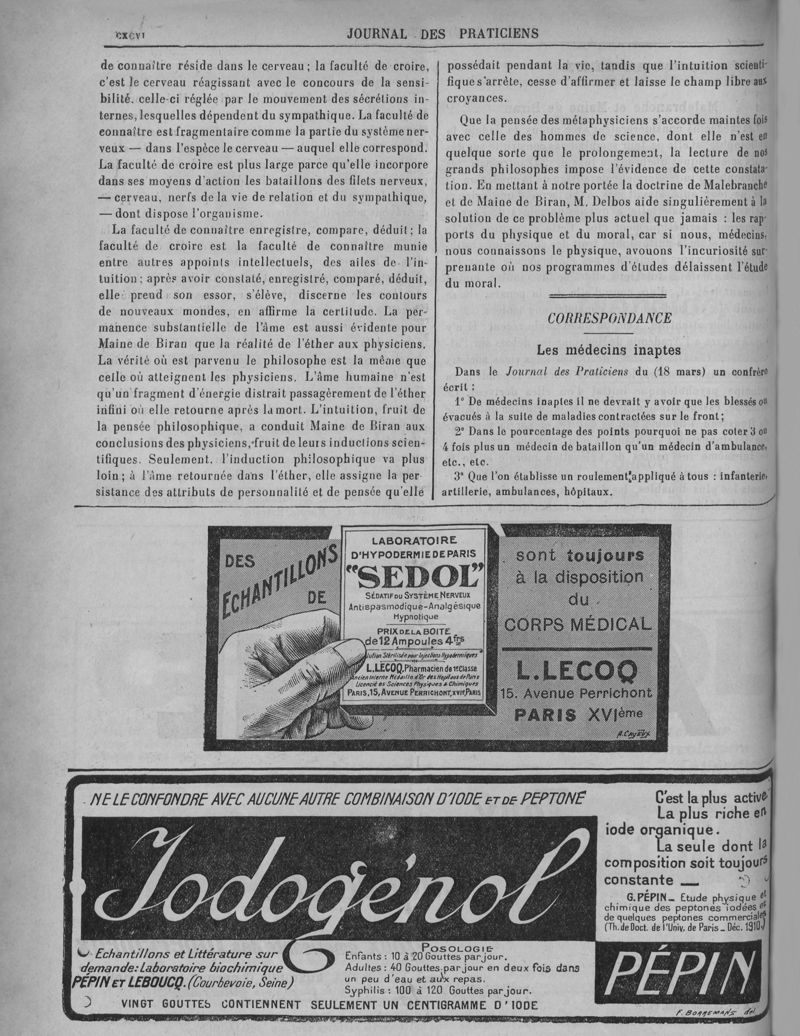 CXCVI
JOURNAL DES PRATICIENS
de connaître réside dans le cerveau ; la faculté de croire,
c'est le cerveau réagissant avec le concours de la sensi-
bilité. celle-ci réglée par le mouvement des sécrétions in-
ternes, lesquelles dépendent du sympathique. La faculté de
connaître est fragmentaire comme la partie du système ner-
veux — dans l'espèce le cerveau — auquel elle correspond.
La faculté de croire est plus large parce qu'elle incorpore
dans ses moyens d'action les bataillons des filets nerveux,
— cerveau, nerfs de la vie de relation et du sympathique,
— dont dispose l'organisme.
La faculté de connaître enregistre, compare, déduit ; la
faculté de croire est la faculté de connaître munie
entre autres appoints intellectuels, des ailes de l'in-
tuition ; après avoir constaté, enregistré, comparé, déduit,
elle prend son essor, s'élève, discerne les contours
de nouveaux mondes, en affirme la certitude. La per-
manence substantielle de l'âme est aussi évidente pour
Maine de Biran que la réalité de l'éther aux physiciens.
La vérité où est parvenu le philosophe est la même que
celle où atteignent les physiciens. L'âme humaine n'est
qu'un fragment d'énergie distrait passagèrement de l'éther
infini où elle retourne après la mort. L'intuition, fruit de
la pensée philosophique, a conduit Maine de Biran aux
conclusions des physiciens, fruit de leurs inductions scien-
tifiques. Seulement, l'induction philosophique va plus
loin ; à l'âme retournée dans l'éther, elle assigne la per-
sistance des attributs de personnalité et de pensée qu'elle
possédait pendant la vie, tandis que l'intuition scienti-
fique s'arrête, cesse d'affirmer et laisse le champ libre aux
croyances.
Que la pensée des métaphysiciens s'accorde maintes fois
avec celle des hommes de science, dont elle n'est en
quelque sorte que le prolongement, la lecture de nos
grands philosophes impose l'évidence de cette constata-
tion. En mettant à notre portée la doctrine de Malebranche
et de Maine de Biran, M. Delbos aide singulièrement à la
solution de ce problème plus actuel que jamais : les rap-
ports du physique et du moral, car si nous, médecins,
nous connaissons le physique, avouons l'incuriosité sur-
prenante où nos programmes d'études délaissent l'étude
du moral.
CORRESPONDANCE
Les médecins inaptes
Dans le Journal des Praticiens du (18 mars) un confrère
écrit :
1° De médecins inaptes il ne devrait y avoir que les blessés ou
évacués à la suite de maladies contractées sur le front ;
2° Dans le pourcentage des points pourquoi ne pas coter 3 ou
4 fois plus un médecin de bataillon qu'un médecin d'ambulance,
etc., etc.
3° Que l'on établisse un roulement appliqué à tous : infanterie,
artillerie, ambulances, hôpitaux.
DES
ECHANTILLONS
DE
LABORATOIRE
D'HYPODERMIE DE PARIS
"SEDOL"
SÉDATIF DU SYSTÈME NERVEUX
Antispasmodique-Analgésique
Hypnotique
PRIX DE LA BOITE
de 12 Ampoules 4frs
Solution Stérilisée pour Injections Hypodermiques
L. LECOQ, Pharmacien de 1re Classe
Ancien Interne Médaille d'Or des Hôpitaux de Paris
Licencié es Sciences Physiques & Chimiques
PARIS, 15, AVENUE PERRICHONT, XVIe, PARIS
sont toujours
à la disposition
du
CORPS MÉDICAL
L. LECOQ
15. Avenue Perrichont
PARIS XVIème
NE LE CONFONDRE AVEC AUCUNE AUTRE COMBINAISON D'IODE ET DE PEPTONE
Iodogénol
Echantillons et Littérature sur
demande: Laboratoire biochimique
PÉPIN ET LEBOUCQ. (Courbevoie, Seine)
POSOLOGIE
Enfants : 10 à 20 Gouttes par jour.
Adultes : 40 Gouttes par jour en deux fois dans
un peu d'eau et aux repas.
Syphilis : 100 à 120 Gouttes par jour.
VINGT GOUTTES CONTIENNENT SEULEMENT UN CENTIGRAMME D'IODE
C'est la plus active
La plus riche en
iode organique.
La seule dont la
composition soit toujours
constante —
G. PÉPIN — Etude physique et
chimique des peptones iodées et
de quelques peptones commerciales
(Th. de Doct. de l'Univ. de Paris — Déc. 1910)
PÉPIN